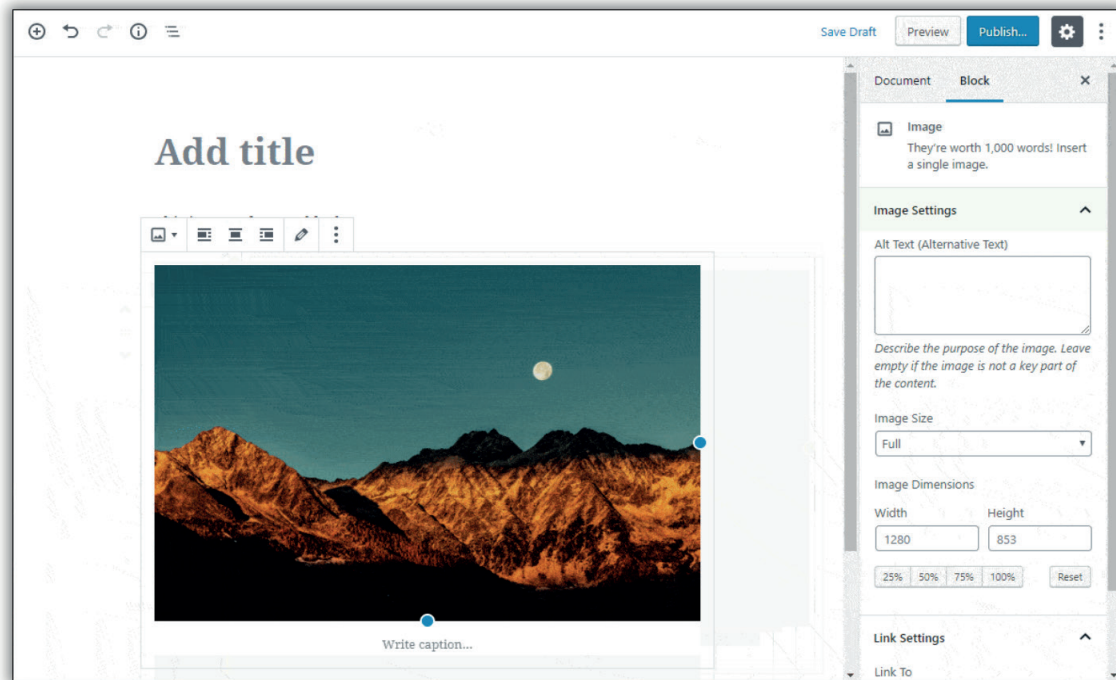 Save Draft
Preview
Publish...
Document
Block
Add title
Image
They're worth 1,000 words! Insert
a single image.
Image Settings
Alt Text (Alternative Text)
Describe the purpose of the image. Leave
empty if the image is not a key part of
the content.
Image Size
Full
Image Dimensions
Width
Height
1280
853
25%
50%
75%
100%
Reset
Write caption...
Link Settings
Link To